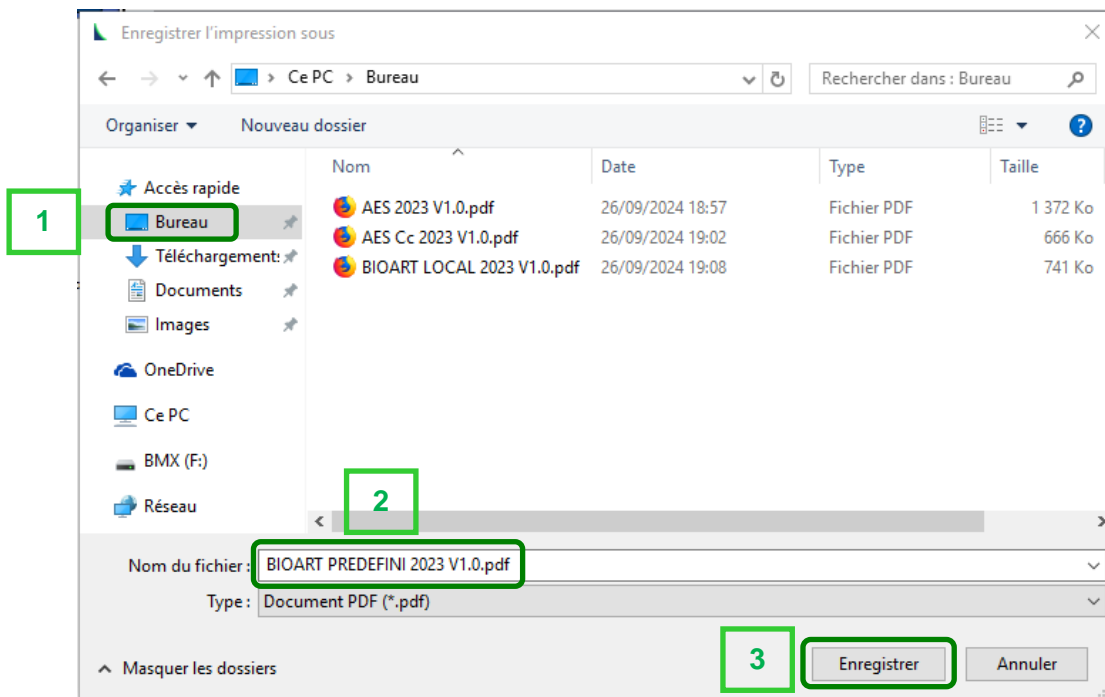 Enregistrer l'impression sous
Ce PC > Bureau
Rechercher dans : Bureau
Organiser
Nouveau dossier
Nom Date Type Taille
Accès rapide
1
Bureau
Téléchargement:
Documents
Images
OneDrive
Ce PC
BMX (F:)
Réseau
AES 2023 V1.0.pdf 26/09/2024 18:57 Fichier PDF 1 372 Ko
AES Cc 2023 V1.0.pdf 26/09/2024 19:02 Fichier PDF 666 Ko
BIOART LOCAL 2023 V1.0.pdf 26/09/2024 19:08 Fichier PDF 741 Ko
2
Nom du fichier : BIOART PREDEFINI 2023 V1.0.pdf
Type : Document PDF (*.pdf)
Masquer les dossiers
3
Enregistrer
Annuler